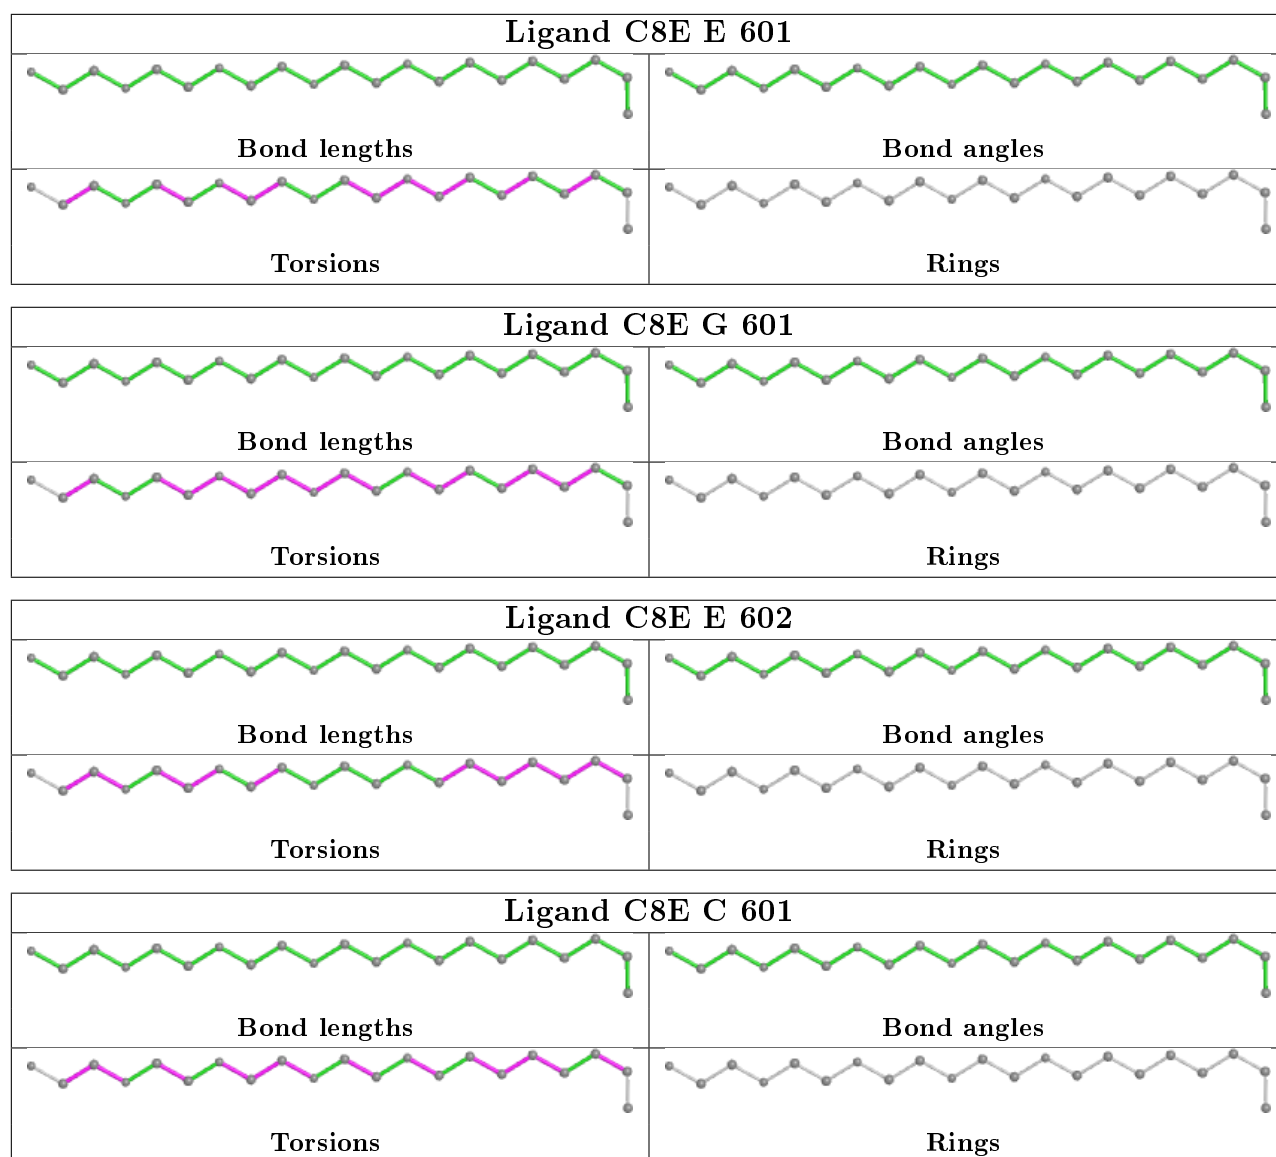 Ligand C8E E 601
Bond lengths Bond angles
Torsions Rings
Ligand C8E G 601
Bond lengths Bond angles
Torsions Rings
Ligand C8E E 602
Bond lengths Bond angles
Torsions Rings
Ligand C8E C 601
Bond lengths Bond angles
Torsions Rings